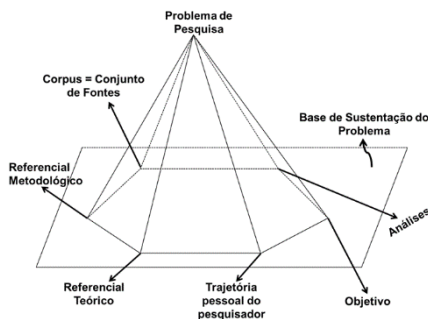 Problema de
Pesquisa
Corpus = Conjunto
de Fontes
Base de Sustentação do
Problema
Referencial
Metodológico
Análises
Referencial
Teórico
Trajetória
pessoal do
pesquisador
Objetivo